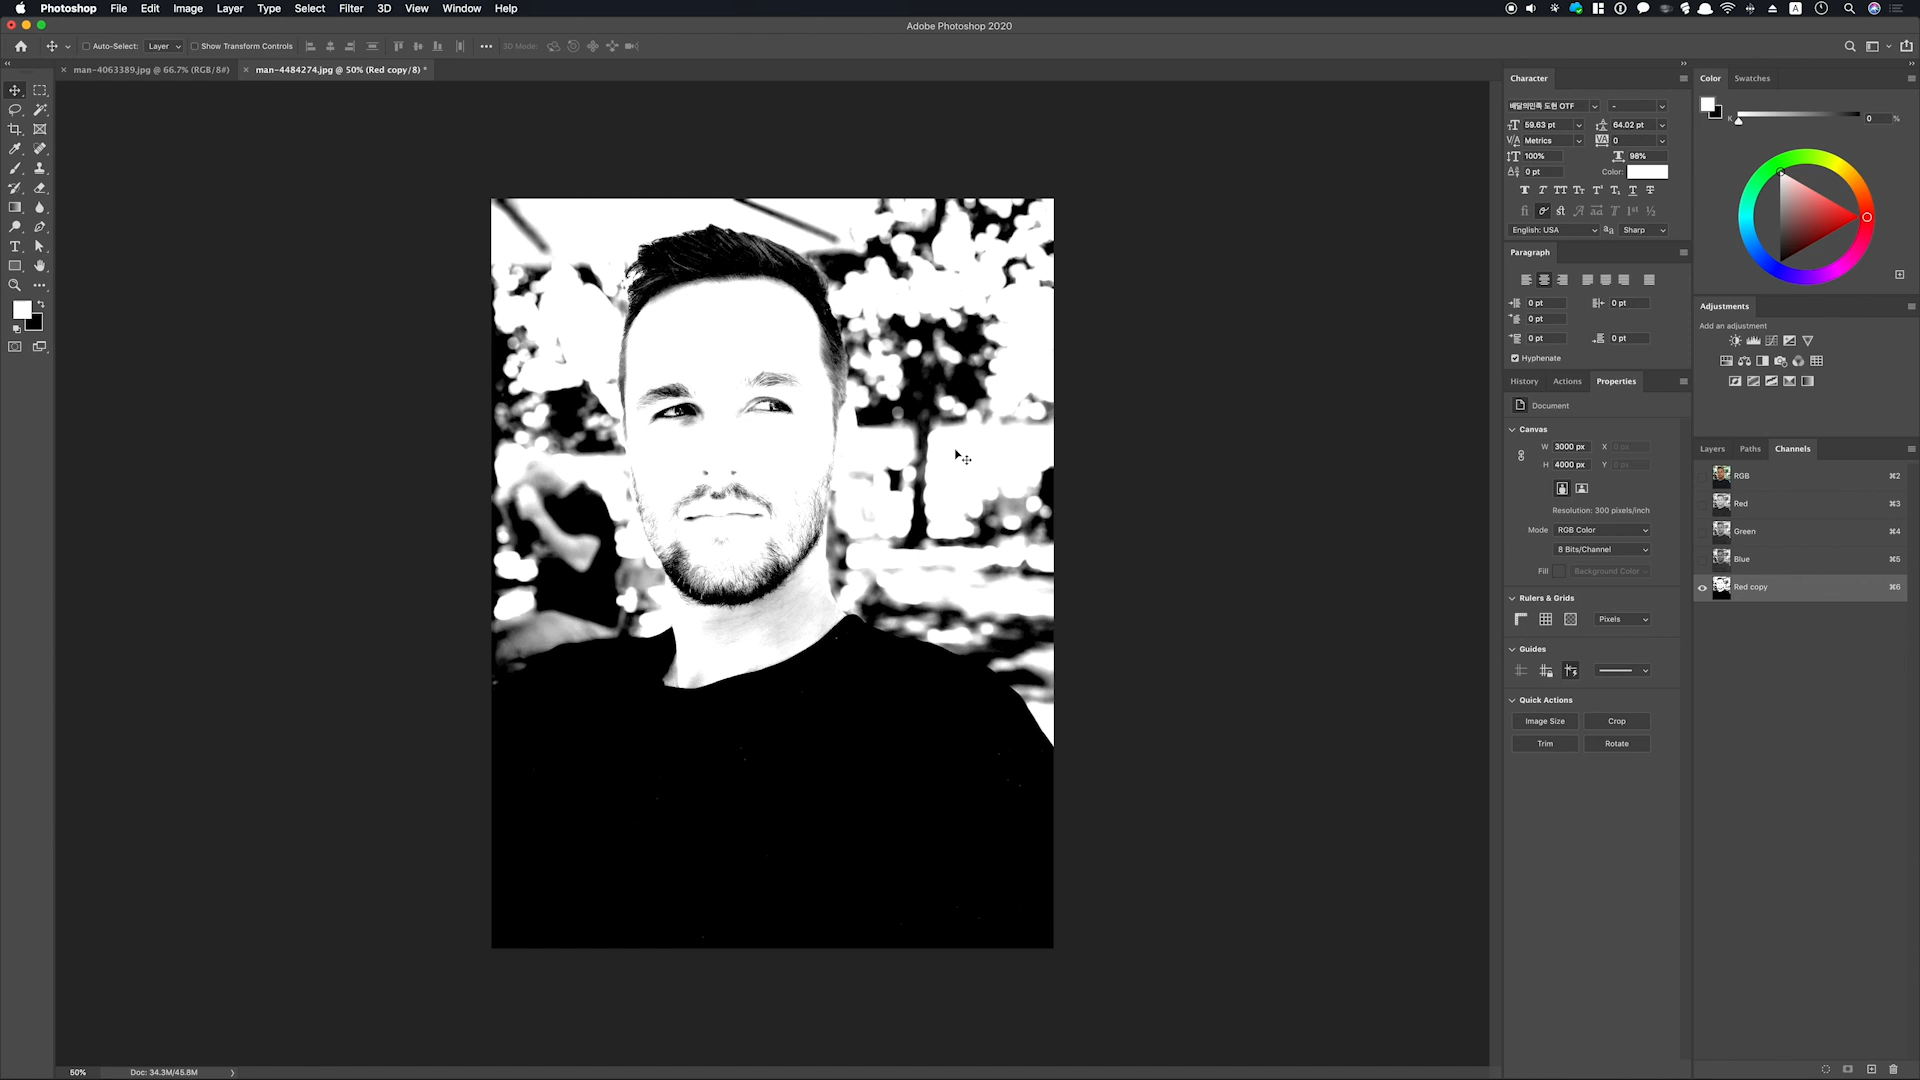 Photoshop File Edit Image Layer Type Select Filter 3D View Window Help
Adobe Photoshop 2020
Auto-Select: Layer Show Transform Controls 3D Mode:
man-4063389.jpg @ 66.7% (RGB/8#) man-4484274.jpg @ 50% (Red copy/8) *
Character
배달의민족 도현 OTF -
59.63 pt 64.02 pt
Metrics 0
100% 98%
0 pt Color:
English: USA Sharp
Paragraph
0 pt 0 pt
0 pt
0 pt 0 pt
Hyphenate
History Actions Properties
Document
Canvas
W 3000 px X 0 px
H 4000 px Y 0 px
Resolution: 300 pixels/inch
Mode RGB Color
8 Bits/Channel
Fill Background Color
Rulers & Grids
Pixels
Guides
Quick Actions
Image Size Crop
Trim Rotate
Color Swatches
K 0 %
Adjustments
Add an adjustment
Layers Paths Channels
RGB ⌘2
Red ⌘3
Green ⌘4
Blue ⌘5
Red copy ⌘6
50% Doc: 34.3M/45.8M